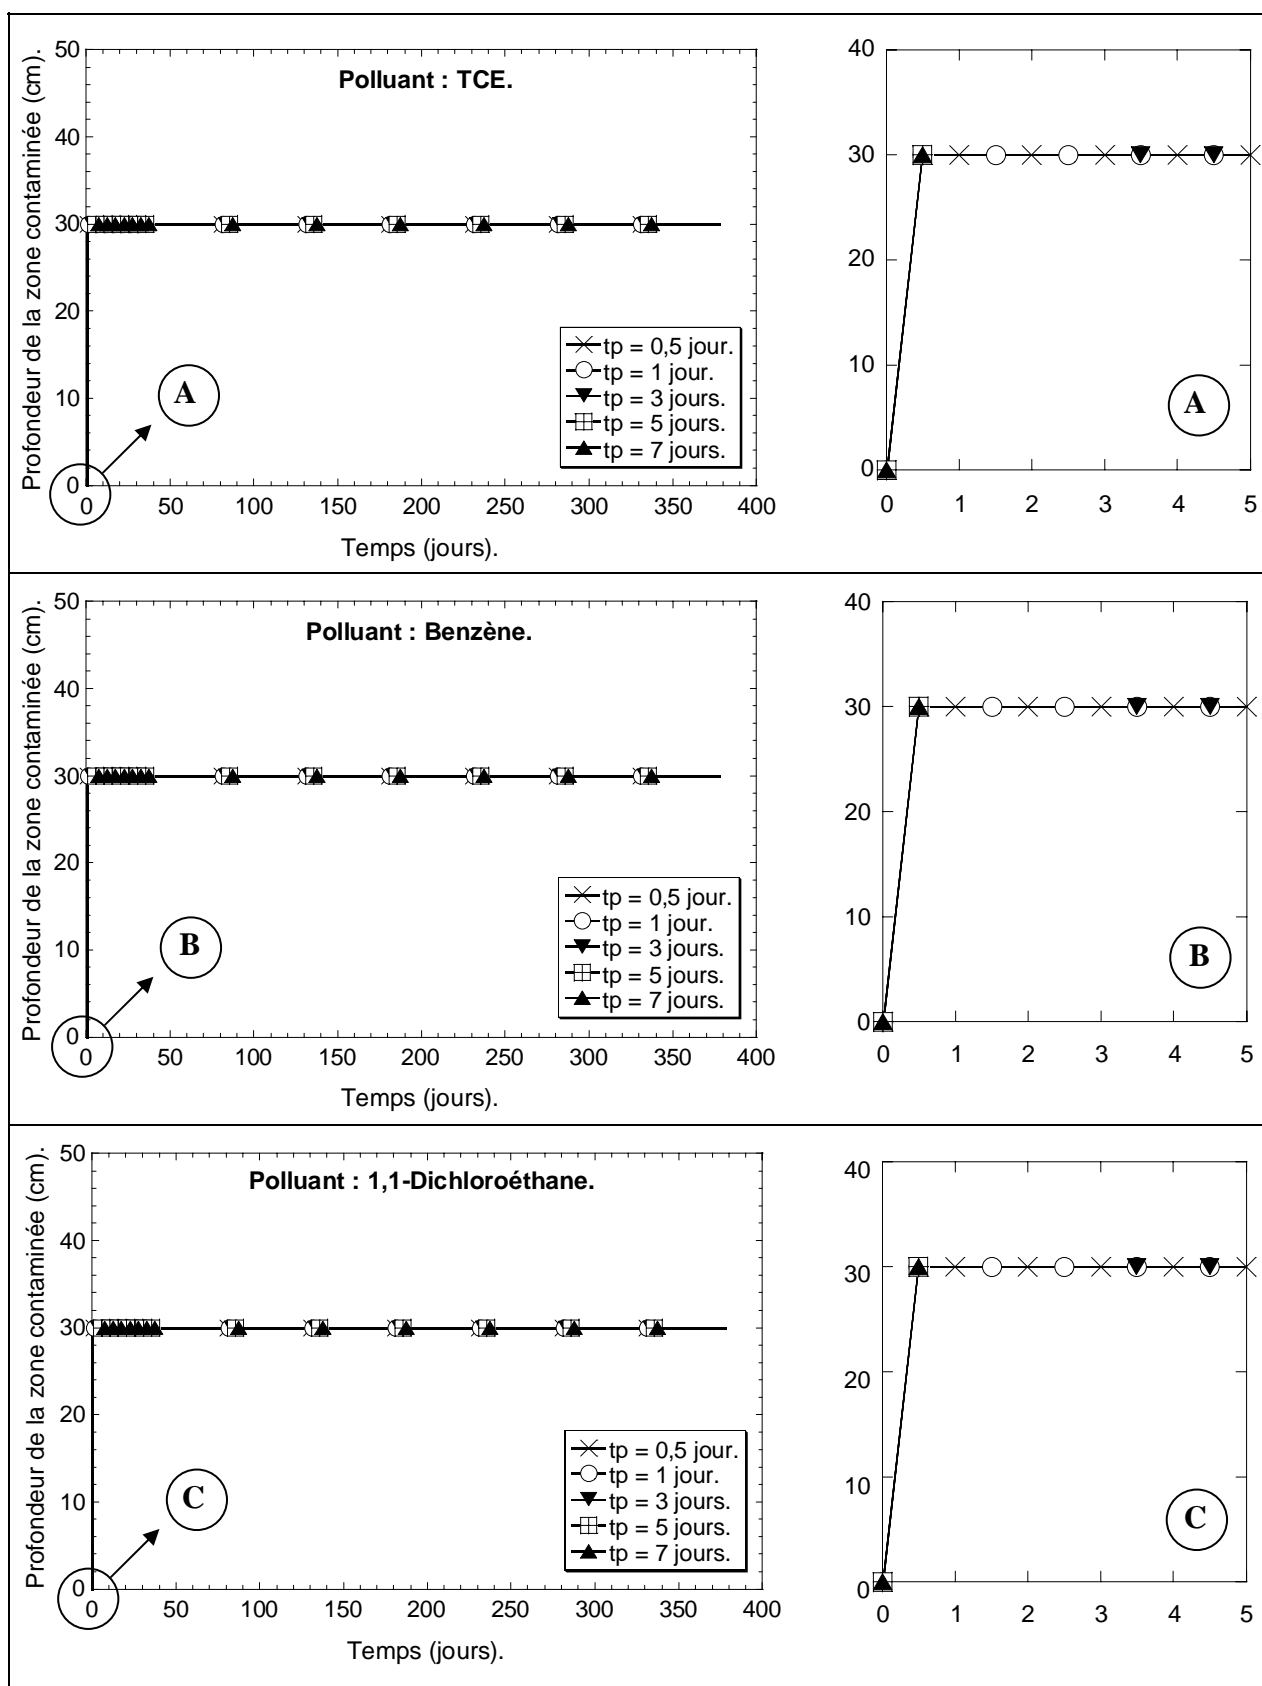 Polluant : TCE.
Profondeur de la zone contaminée (cm).
50
40
30
20
10
0
A
tp = 0,5 jour.
tp = 1 jour.
tp = 3 jours.
tp = 5 jours.
tp = 7 jours.
0 50 100 150 200 250 300 350 400
Temps (jours).
40
30
20
10
0
A
0 1 2 3 4 5
Polluant : Benzène.
Profondeur de la zone contaminée (cm).
50
40
30
20
10
0
B
tp = 0,5 jour.
tp = 1 jour.
tp = 3 jours.
tp = 5 jours.
tp = 7 jours.
0 50 100 150 200 250 300 350 400
Temps (jours).
40
30
20
10
0
B
0 1 2 3 4 5
Polluant : 1,1-Dichloroéthane.
Profondeur de la zone contaminée (cm).
50
40
30
20
10
0
C
tp = 0,5 jour.
tp = 1 jour.
tp = 3 jours.
tp = 5 jours.
tp = 7 jours.
0 50 100 150 200 250 300 350 400
Temps (jours).
40
30
20
10
0
C
0 1 2 3 4 5